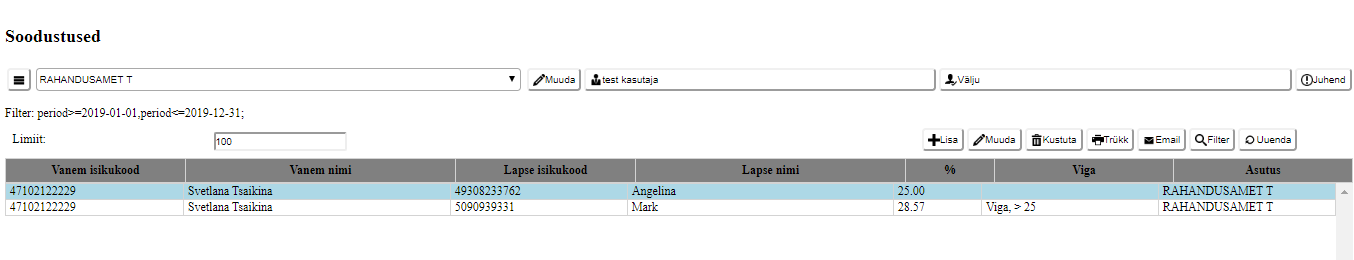 Soodustused
RAHANDUSAMET T Muuda test kasutaja Välju Juhend
Filter: period>=2019-01-01,period<=2019-12-31;
Limiit: 100 Lisa Muuda Kustuta Trükk Email Filter Uuenda
Vanem isikukood Vanem nimi Lapse isikukood Lapse nimi % Viga Asutus
47102122229 Svetlana Tsaikina 49308233762 Angelina 25.00 RAHANDUSAMET T
47102122229 Svetlana Tsaikina 5090939331 Mark 28.57 Viga, > 25 RAHANDUSAMET T